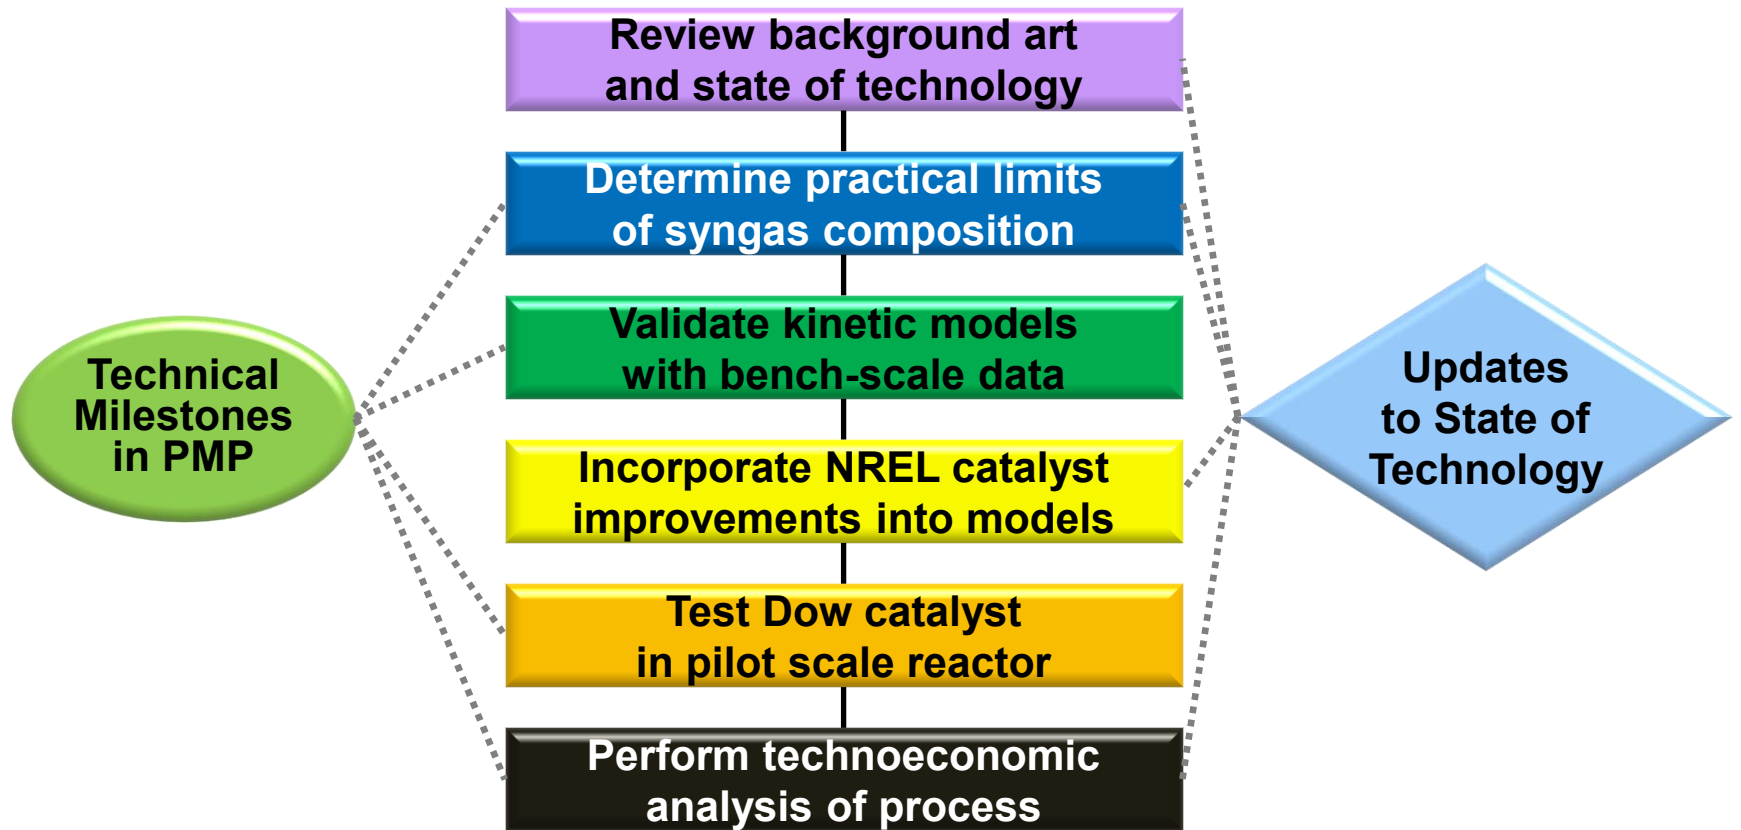 Review background art
and state of technology
Determine practical limits
of syngas composition
Validate kinetic models
with bench-scale data
Technical
Milestones
in PMP
Updates
to State of
Technology
Incorporate NREL catalyst
improvements into models
Test Dow catalyst
in pilot scale reactor
Perform technoeconomic
analysis of process